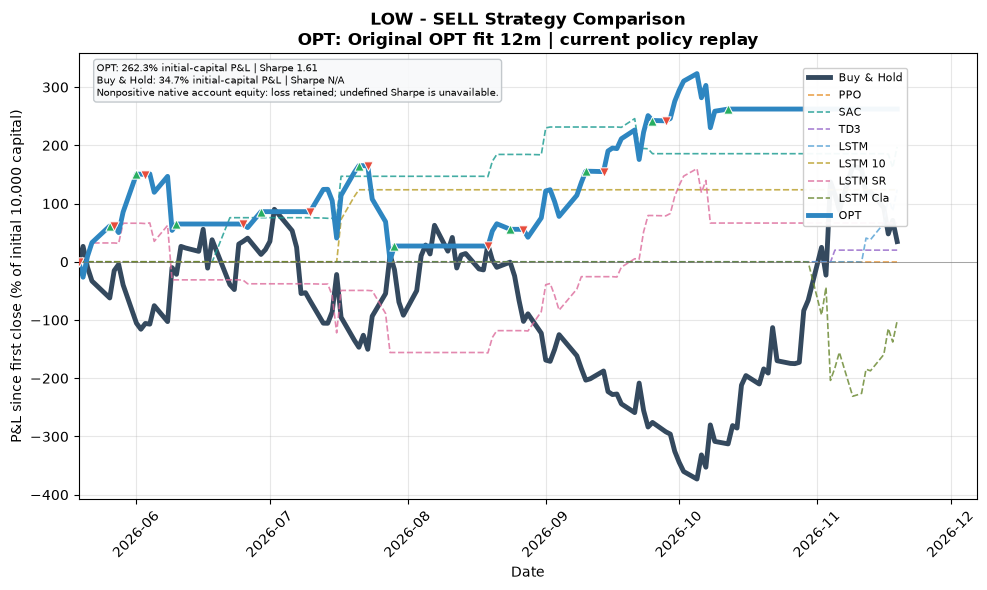 LOW - SELL Strategy Comparison
OPT: Original OPT fit 12m | current policy replay
OPT: 262.3% initial-capital P&L | Sharpe 1.61
Buy & Hold: 34.7% initial-capital P&L | Sharpe N/A
Nonpositive native account equity: loss retained; undefined Sharpe is unavailable.
Buy & Hold
PPO
SAC
TD3
LSTM
LSTM 10
LSTM SR
LSTM Cla
OPT
P&L since first close (% of initial 10,000 capital)
300
200
100
0
−100
−200
−300
−400
2026-06
2026-07
2026-08
2026-09
2026-10
2026-11
2026-12
Date